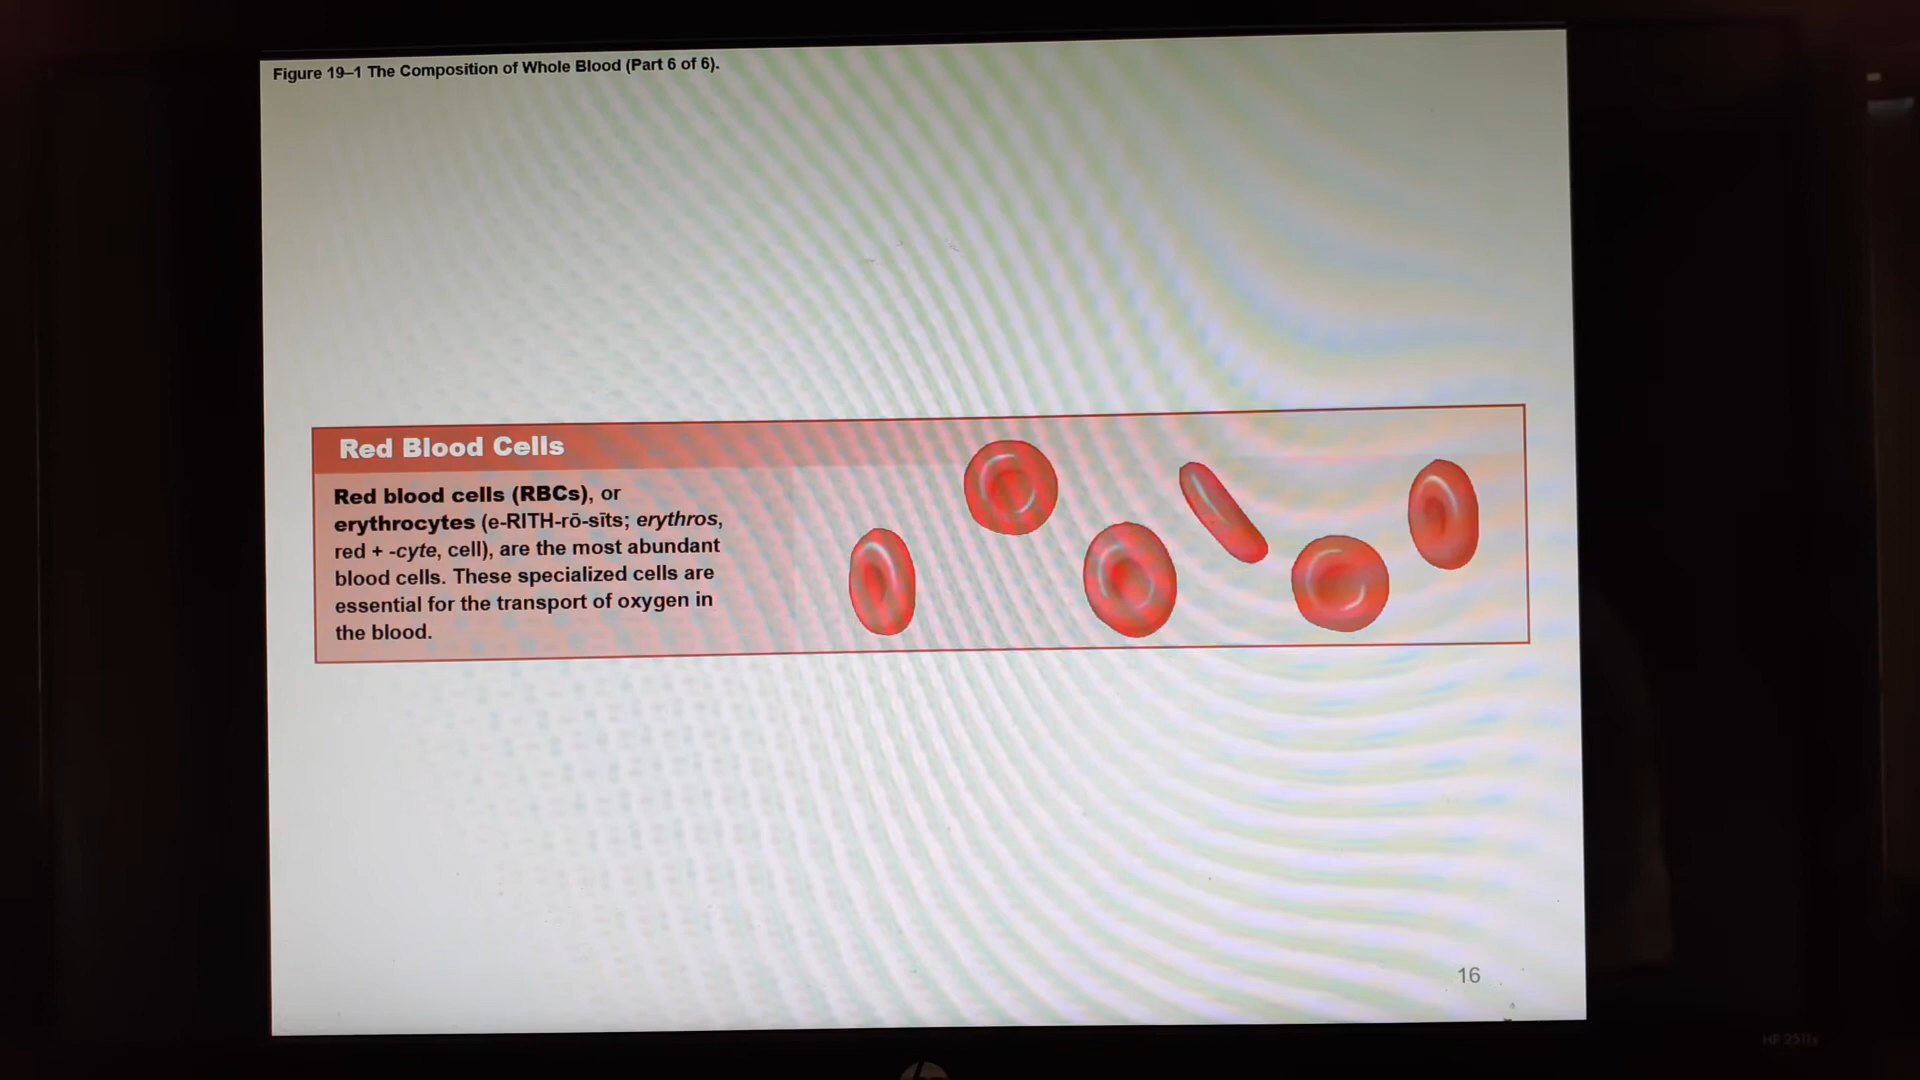 Figure 19–1 The Composition of Whole Blood (Part 6 of 6).
Red Blood Cells
Red blood cells (RBCs), or
erythrocytes (e-RITH-rō-sīts; erythros,
red + -cyte, cell), are the most abundant
blood cells. These specialized cells are
essential for the transport of oxygen in
the blood.
16
HP 2511x